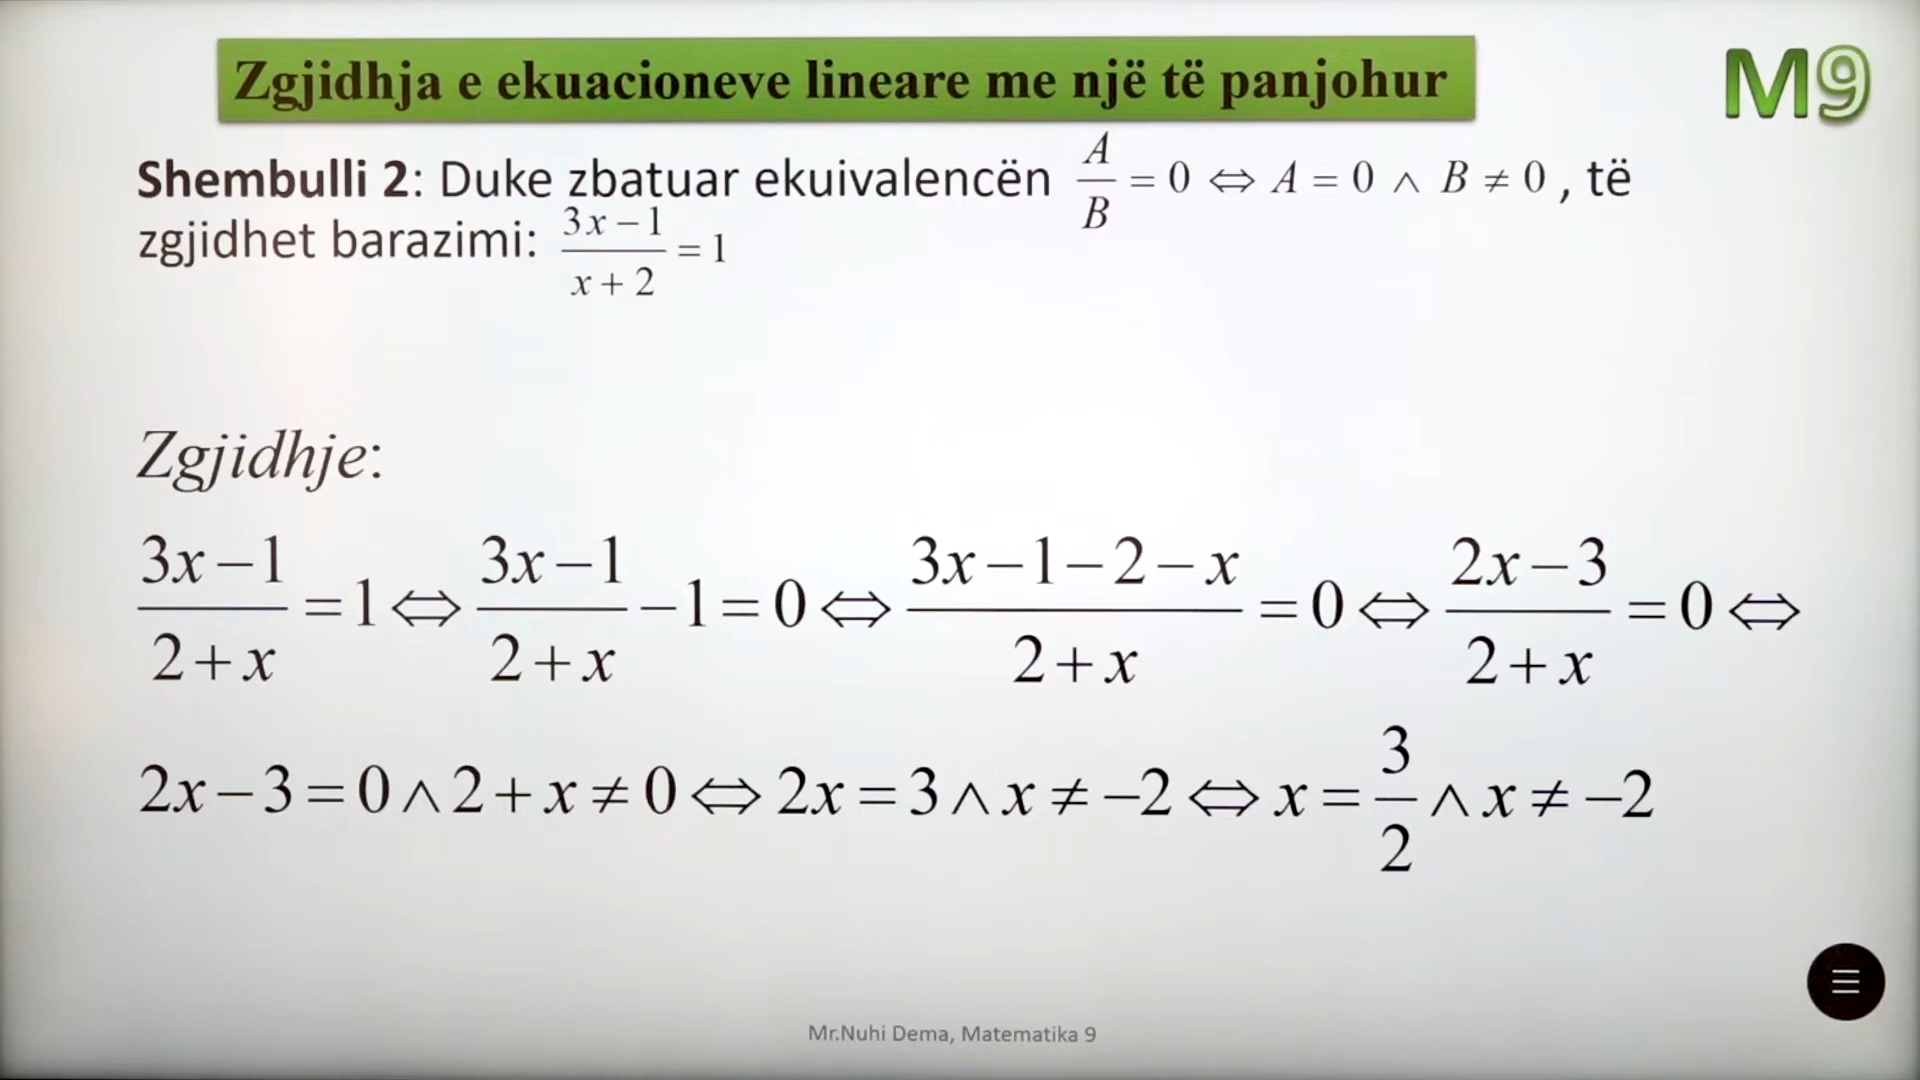 Zgjidhja e ekuacioneve lineare me një të panjohur
M9
Shembulli 2: Duke zbatuar ekuivalencën A/B = 0 ⇔ A = 0 ∧ B ≠ 0 , të
zgjidhet barazimi: (3x − 1)/(x + 2) = 1
Zgjidhje:
(3x − 1)/(2 + x) = 1 ⇔ (3x − 1)/(2 + x) − 1 = 0 ⇔ (3x − 1 − 2 − x)/(2 + x) = 0 ⇔ (2x − 3)/(2 + x) = 0 ⇔
2x − 3 = 0 ∧ 2 + x ≠ 0 ⇔ 2x = 3 ∧ x ≠ −2 ⇔ x = 3/2 ∧ x ≠ −2
Mr.Nuhi Dema, Matematika 9